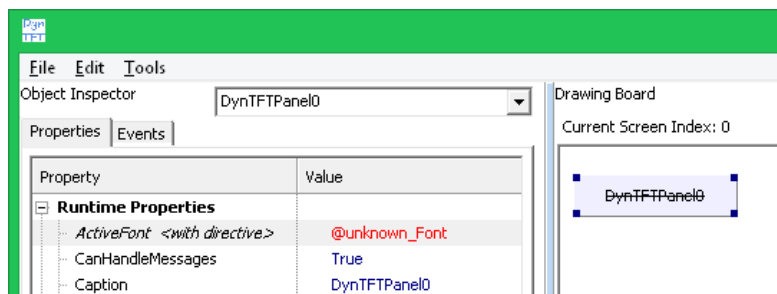 Dyn
TFT
File Edit Tools
Object Inspector
DynTFTPanel0
Drawing Board
Properties
Events
Current Screen Index: 0
Property
Value
DynTFTPanel0
Runtime Properties
ActiveFont <with directive>
@unknown_Font
CanHandleMessages
True
Caption
DynTFTPanel0